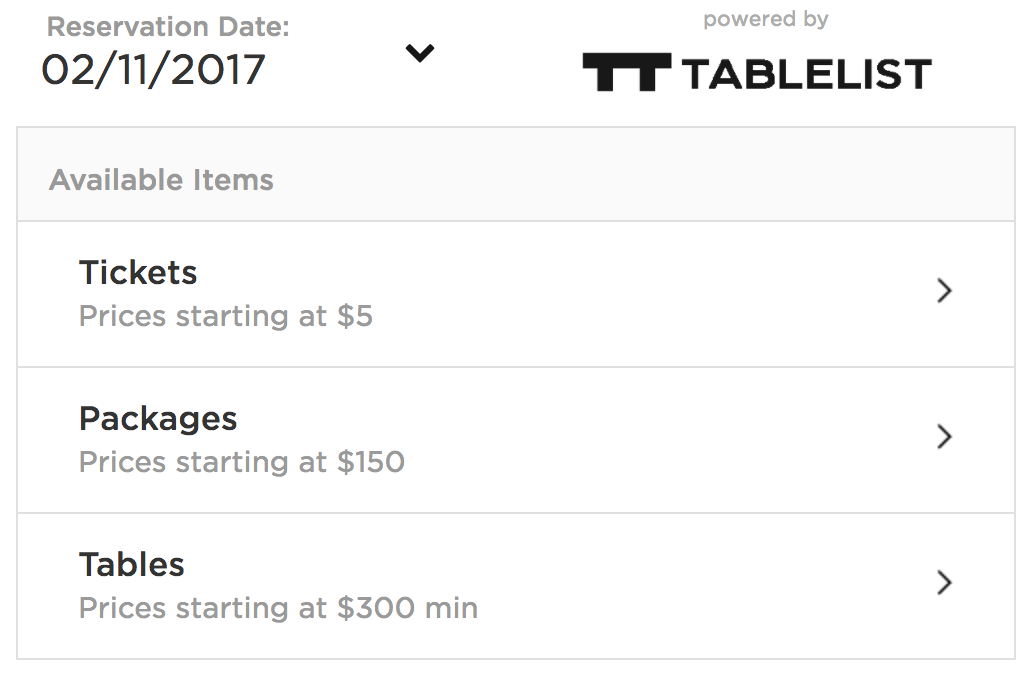 Reservation Date:
02/11/2017
powered by
TABLELIST
Available Items
Tickets
Prices starting at $5
Packages
Prices starting at $150
Tables
Prices starting at $300 min